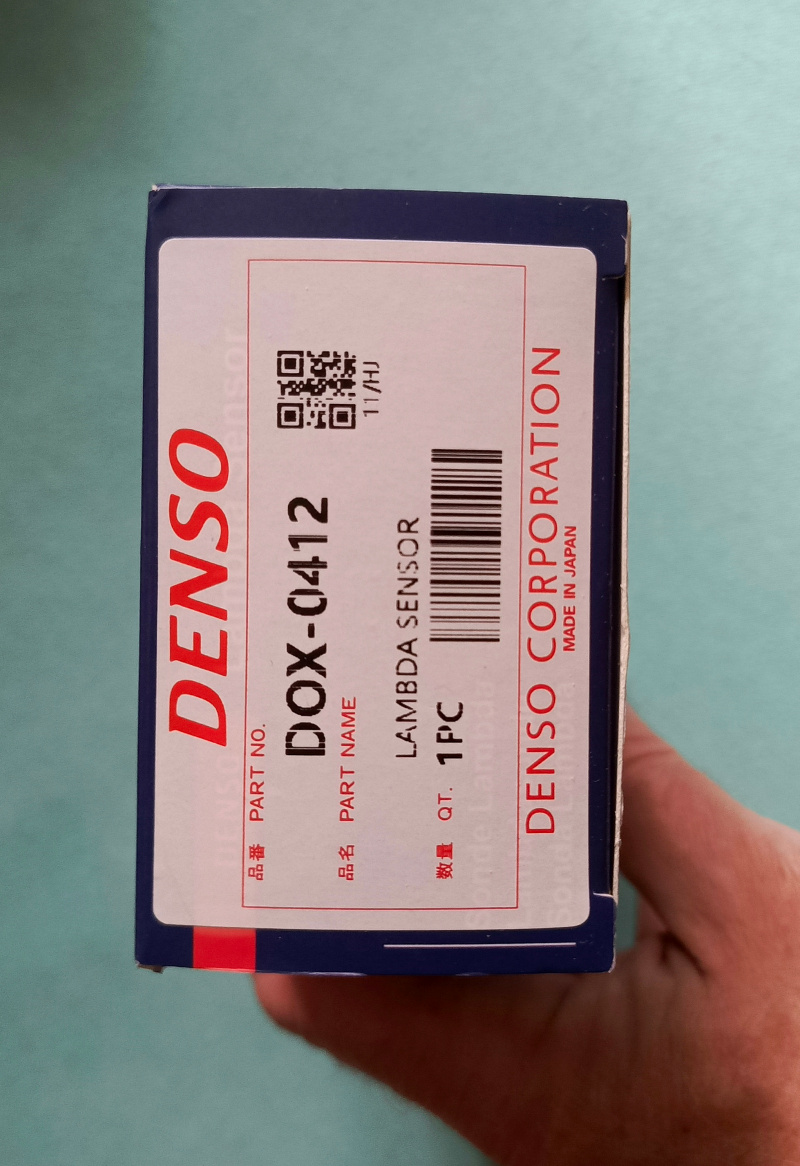 DENSO
品番 PART NO.
DOX-0412
11/HJ
品名 PART NAME
LAMBDA SENSOR
数量 QT. 1PC
DENSO CORPORATION
MADE IN JAPAN